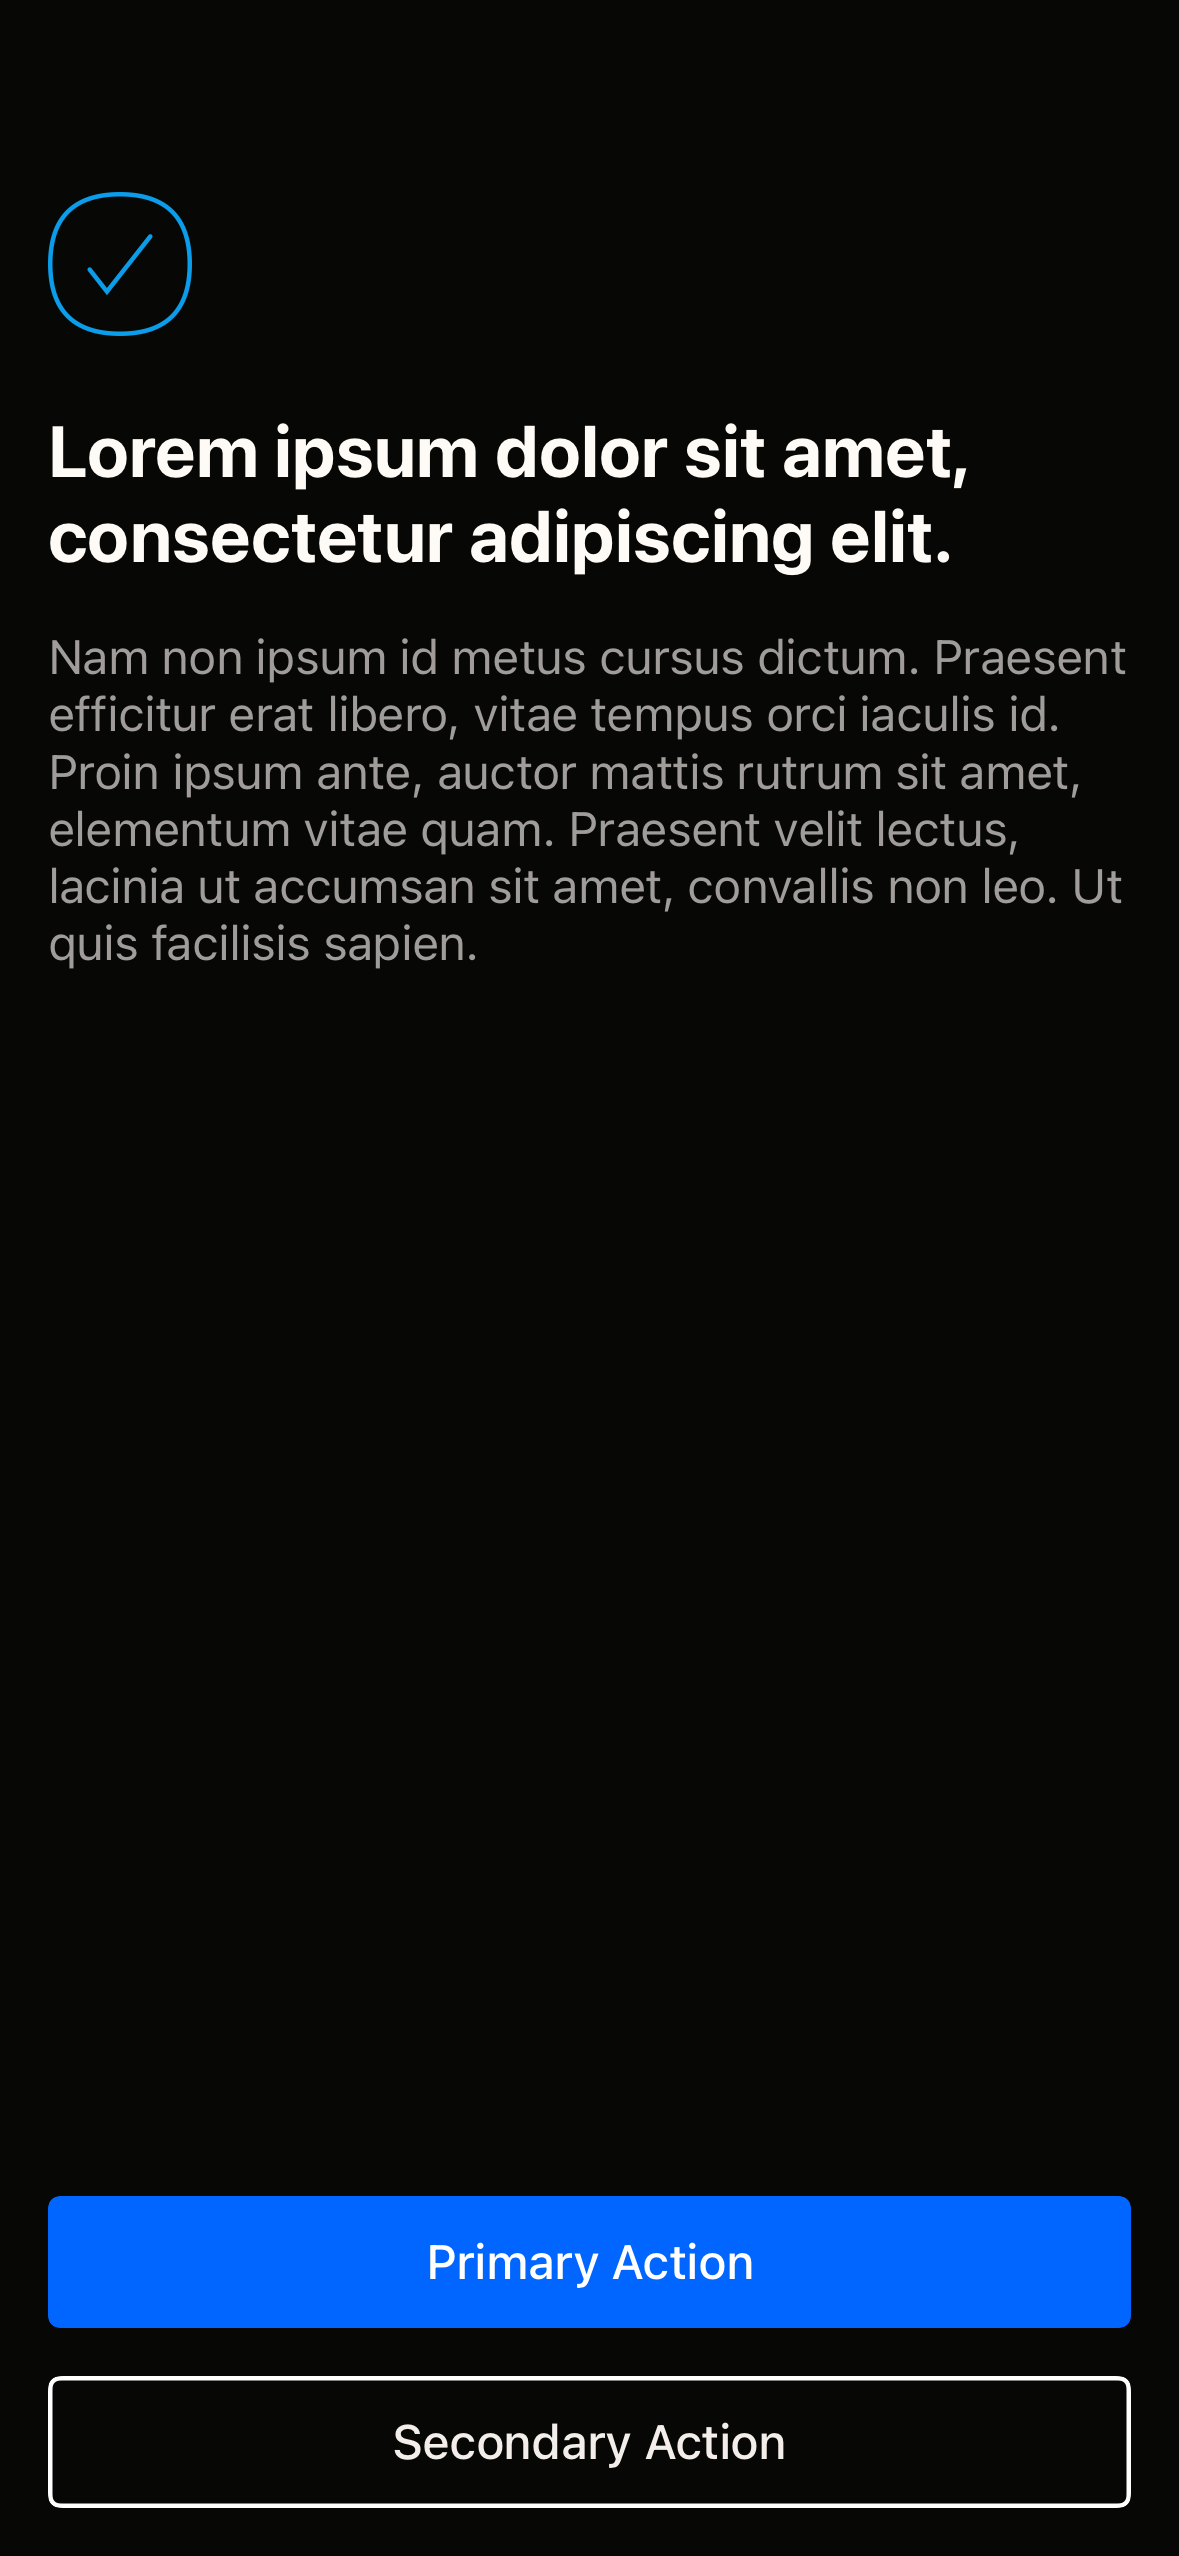 Lorem ipsum dolor sit amet,
consectetur adipiscing elit.
Nam non ipsum id metus cursus dictum. Praesent
efficitur erat libero, vitae tempus orci iaculis id.
Proin ipsum ante, auctor mattis rutrum sit amet,
elementum vitae quam. Praesent velit lectus,
lacinia ut accumsan sit amet, convallis non leo. Ut
quis facilisis sapien.
Primary Action
Secondary Action